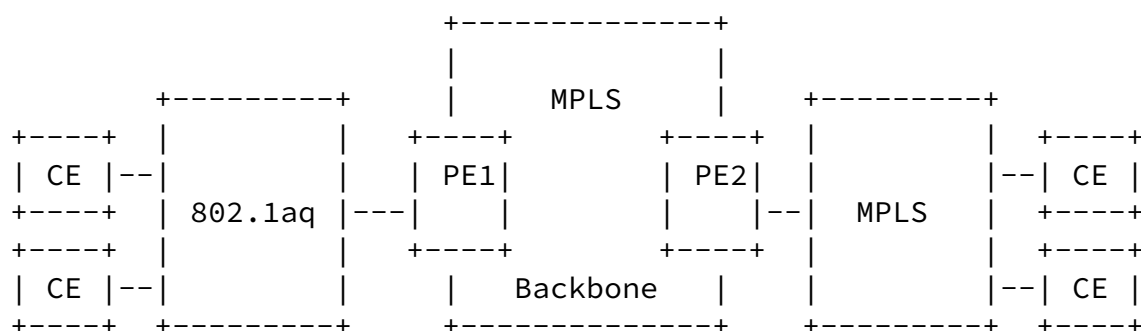 MPLS
CE PE1 PE2 CE
802.1aq MPLS
CE Backbone CE